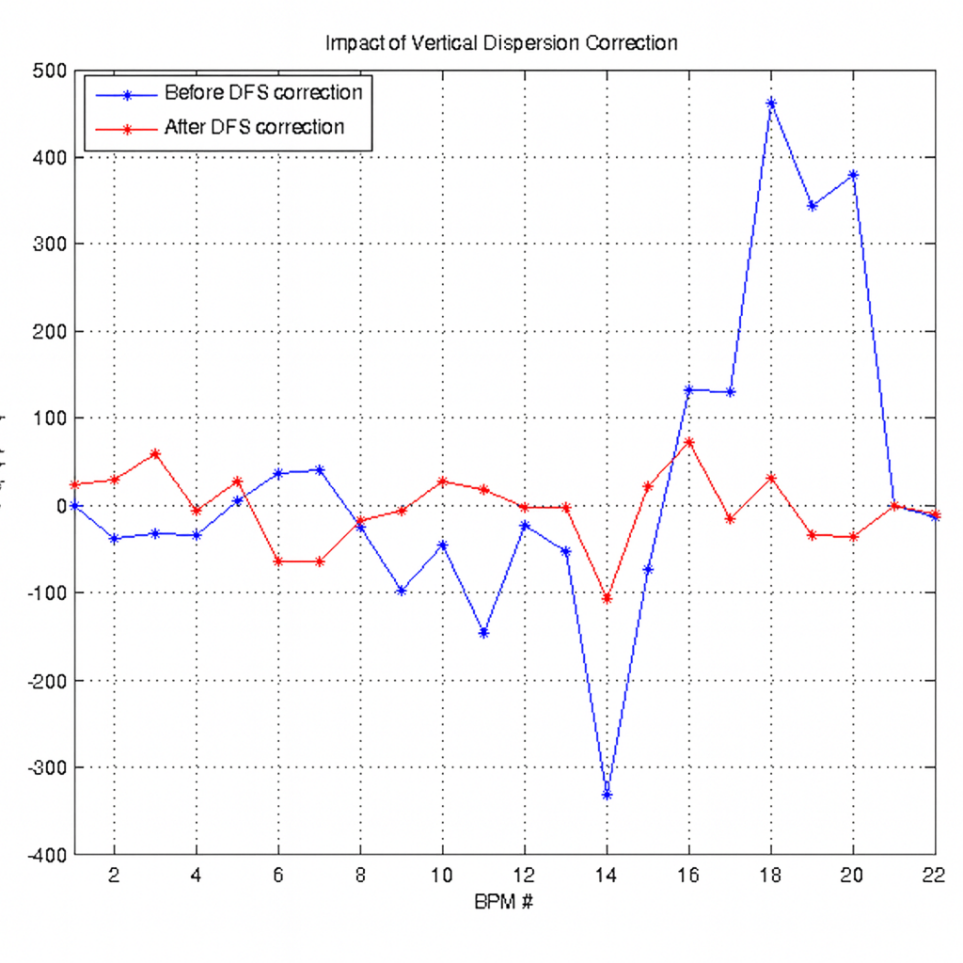 Impact of Vertical Dispersion Correction
500
Before DFS correction
After DFS correction
400
300
200
100
0
-100
-200
-300
-400
2 4 6 8 10 12 14 16 18 20 22
BPM #